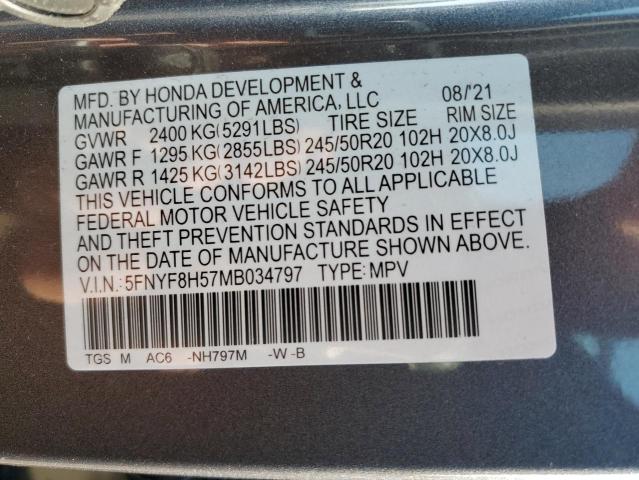 MFD. BY HONDA DEVELOPMENT &
MANUFACTURING OF AMERICA, LLC 08/'21
GVWR 2400 KG(5291LBS) TIRE SIZE RIM SIZE
GAWR F 1295 KG(2855LBS) 245/50R20 102H 20X8.0J
GAWR R 1425 KG(3142LBS) 245/50R20 102H 20X8.0J
THIS VEHICLE CONFORMS TO ALL APPLICABLE
FEDERAL MOTOR VEHICLE SAFETY
AND THEFT PREVENTION STANDARDS IN EFFECT
ON THE DATE OF MANUFACTURE SHOWN ABOVE.
V.I.N.:5FNYF8H57MB034797 TYPE: MPV
TGS M AC6 -NH797M -W -B